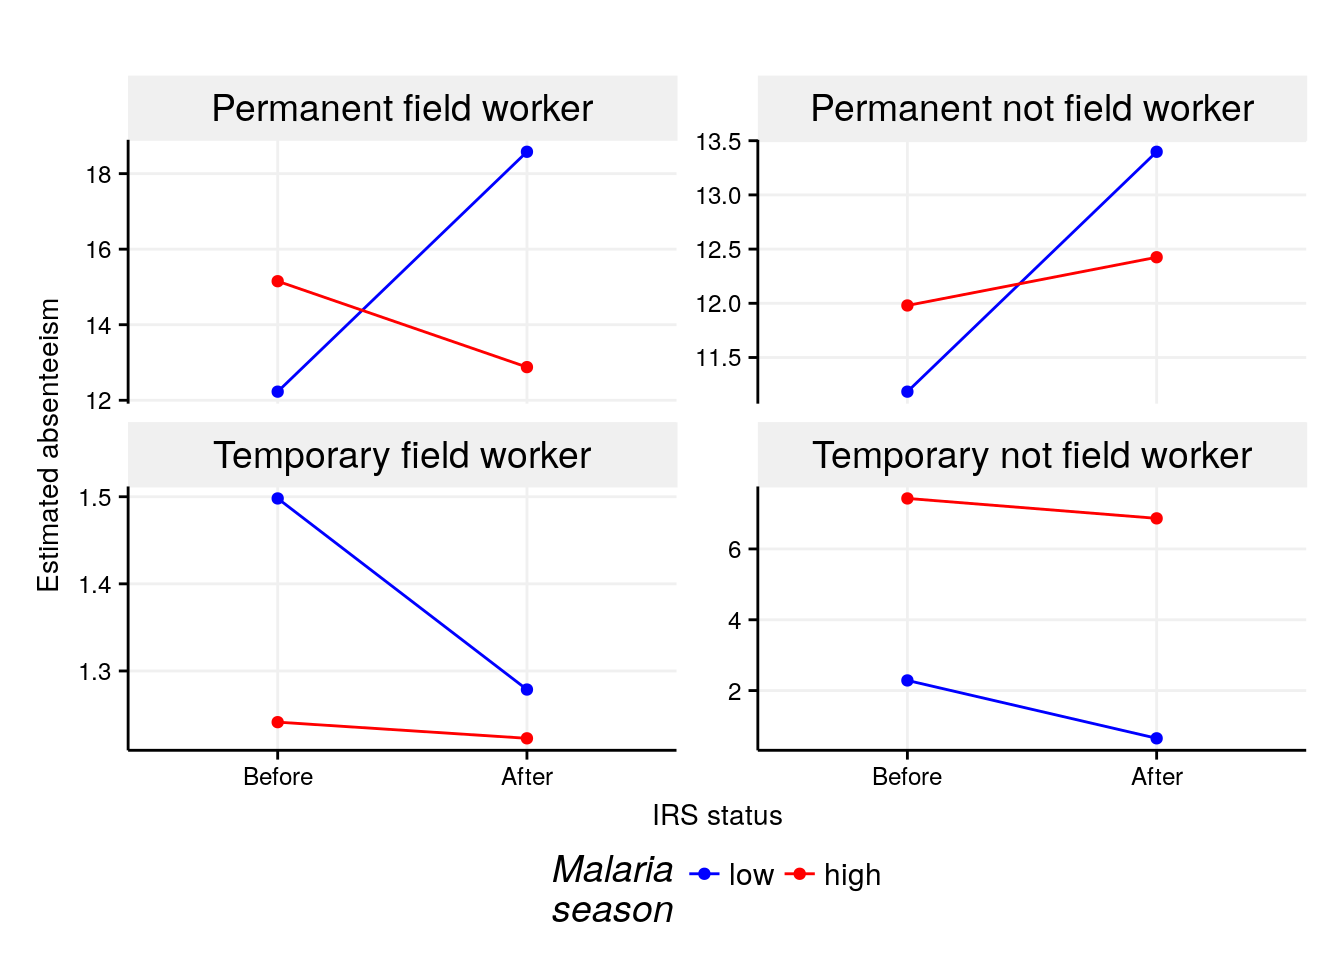 Permanent field worker
Permanent not field worker
18
16
14
12
13.5
13.0
12.5
12.0
11.5
Estimated absenteeism
Temporary field worker
Temporary not field worker
1.5
1.4
1.3
6
4
2
Before
After
Before
After
IRS status
Malaria
season
low
high